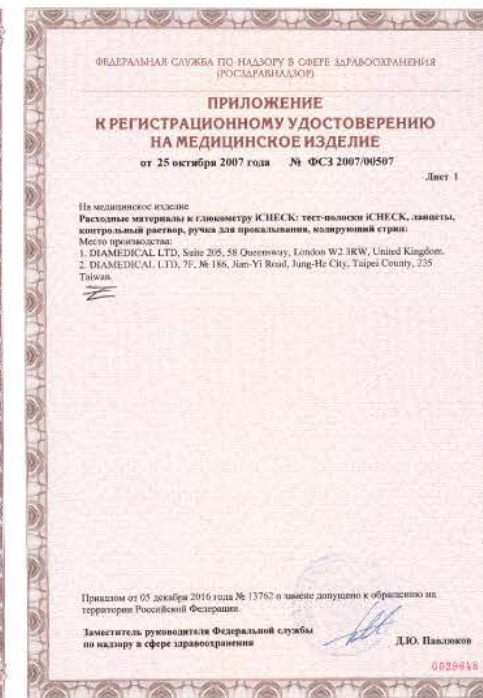 ФЕДЕРАЛЬНАЯ СЛУЖБА ПО НАДЗОРУ В СФЕРЕ ЗДРАВООХРАНЕНИЯ
(РОСЗДРАВНАДЗОР)
ПРИЛОЖЕНИЕ
К РЕГИСТРАЦИОННОМУ УДОСТОВЕРЕНИЮ
НА МЕДИЦИНСКОЕ ИЗДЕЛИЕ
от 25 октября 2007 года № ФСЗ 2007/00507
Лист 1
На медицинское изделие
Расходные материалы к глюкометру iCHECK: тест-полоски iCHECK, ланцеты,
контрольный раствор, ручка для прокалывания, кодирующий стрип:
Место производства:
1. DIAMEDICAL LTD, Suite 205, 58 Queensway, London W2 3RW, United Kingdom.
2. DIAMEDICAL LTD, 7F, № 186, Jian-Yi Road, Jung-He City, Taipei County, 235
Taiwan.
Приказом от 05 декабря 2016 года № 13762 о замене допущено к обращению на
территории Российской Федерации.
Заместитель руководителя Федеральной службы
по надзору в сфере здравоохранения
Д.Ю. Павлюков
0029648